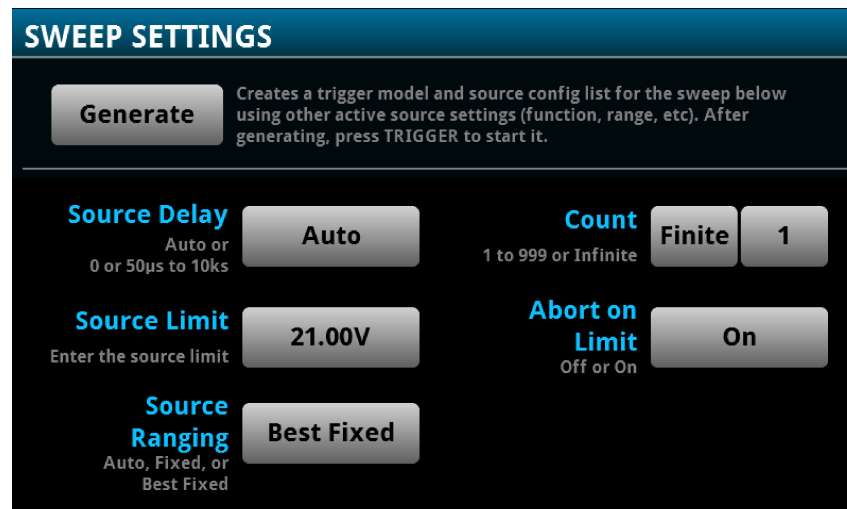 SWEEP SETTINGS
Generate
Creates a trigger model and source config list for the sweep below
using other active source settings (function, range, etc). After
generating, press TRIGGER to start it.
Source Delay
Auto or
0 or 50µs to 10ks
Auto
Count
1 to 999 or Infinite
Finite
1
Source Limit
Enter the source limit
21.00V
Abort on
Limit
Off or On
On
Source
Ranging
Auto, Fixed, or
Best Fixed
Best Fixed